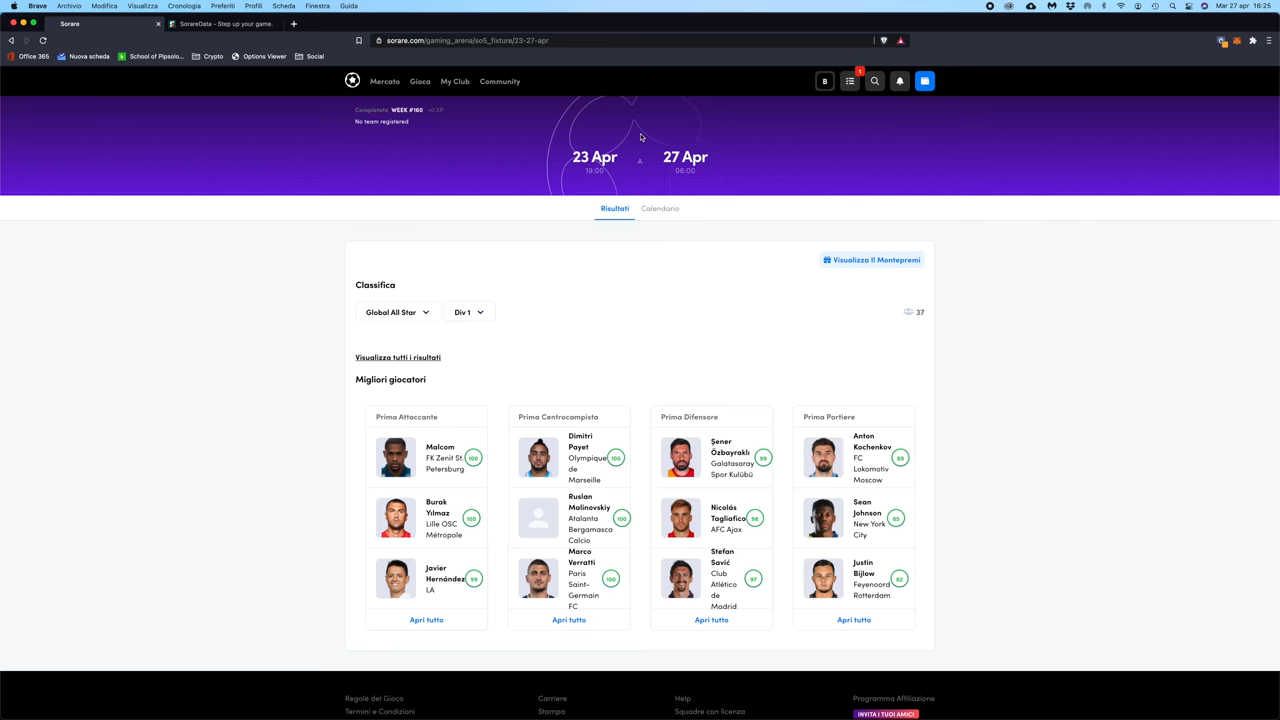 Brave Archivio Modifica Visualizza Cronologia Preferiti Profili Scheda Finestra Guida Mar 27 apr 16:25
Sorare SorareData - Step up your game.
sorare.com/gaming_arena/so5_fixture/23-27-apr
Office 365 Nuova scheda School of Pipsolo... Crypto Options Viewer Social
Mercato Gioca My Club Community B 1
Completato WEEK #160 +0 XP
No team registered
23 Apr A 27 Apr
19:00 06:00
Risultati Calendario
Visualizza Il Montepremi
Classifica
Global All Star Div 1 37
Visualizza tutti i risultati
Migliori giocatori
Prima Attaccante
Malcom
FK Zenit St.
Petersburg
100
Burak
Yılmaz
Lille OSC
Métropole
100
Javier
Hernández
LA
99
Apri tutto
Prima Centrocampista
Dimitri
Payet
Olympique
de
Marseille
100
Ruslan
Malinovskiy
Atalanta
Bergamasca
Calcio
100
Marco
Verratti
Paris
Saint-
Germain
FC
100
Apri tutto
Prima Difensore
Şener
Özbayraklı
Galatasaray
Spor Kulübü
99
Nicolás
Tagliafico
AFC Ajax
98
Stefan
Savić
Club
Atlético
de
Madrid
97
Apri tutto
Prima Portiere
Anton
Kochenkov
FC
Lokomotiv
Moscow
89
Sean
Johnson
New York
City
85
Justin
Bijlow
Feyenoord
Rotterdam
82
Apri tutto
Regole del Gioco Carriere Help Programma Affiliazione
Termini e Condizioni Stampa Squadre con licenza INVITA I TUOI AMICI